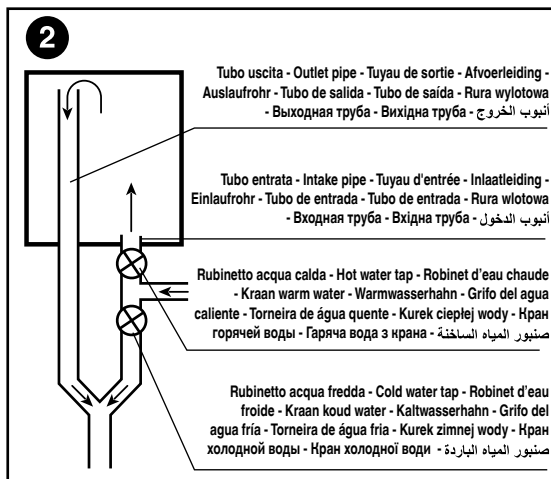 2
Tubo uscita - Outlet pipe - Tuyau de sortie - Afvoerleiding -
Auslaufrohr - Tubo de salida - Tubo de saída - Rura wylotowa
- Выходная труба - Вихідна труба - أنبوب الخروج
Tubo entrata - Intake pipe - Tuyau d'entrée - Inlaatleiding -
Einlaufrohr - Tubo de entrada - Tubo de entrada - Rura wlotowa
- Входная труба - Вхідна труба - أنبوب الدخول
Rubinetto acqua calda - Hot water tap - Robinet d’eau chaude
- Kraan warm water - Warmwasserhahn - Grifo del agua
caliente - Torneira de água quente - Kurek ciepłej wody - Кран
горячей воды - Гаряча вода з крана - صنبور المياه الساخنة
Rubinetto acqua fredda - Cold water tap - Robinet d’eau
froide - Kraan koud water - Kaltwasserhahn - Grifo del
agua fría - Torneira de água fria - Kurek zimnej wody - Кран
холодной воды - Кран холодної води - صنبور المياه الباردة